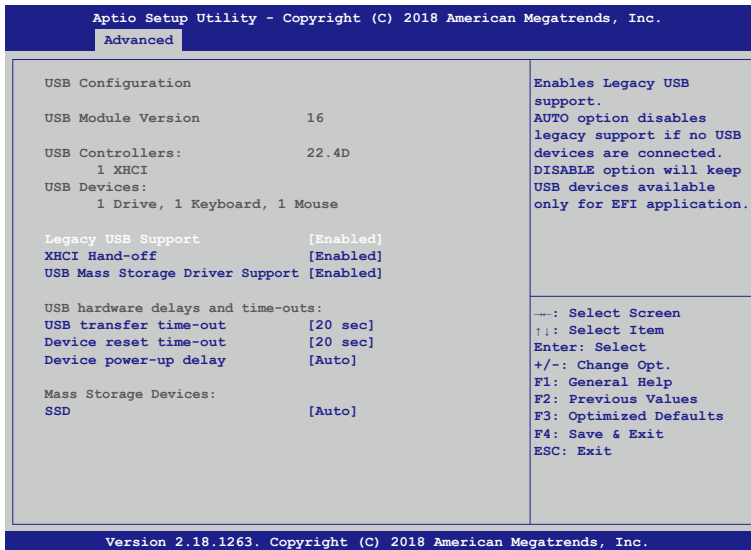 Aptio Setup Utility - Copyright (C) 2018 American Megatrends, Inc.
Advanced
USB Configuration
USB Module Version 16
USB Controllers: 22.4D
1 XHCI
USB Devices:
1 Drive, 1 Keyboard, 1 Mouse
Legacy USB Support [Enabled]
XHCI Hand-off [Enabled]
USB Mass Storage Driver Support [Enabled]
USB hardware delays and time-outs:
USB transfer time-out [20 sec]
Device reset time-out [20 sec]
Device power-up delay [Auto]
Mass Storage Devices:
SSD [Auto]
Enables Legacy USB
support.
AUTO option disables
legacy support if no USB
devices are connected.
DISABLE option will keep
USB devices available
only for EFI application.
→←: Select Screen
↑↓: Select Item
Enter: Select
+/-: Change Opt.
F1: General Help
F2: Previous Values
F3: Optimized Defaults
F4: Save & Exit
ESC: Exit
Version 2.18.1263. Copyright (C) 2018 American Megatrends, Inc.